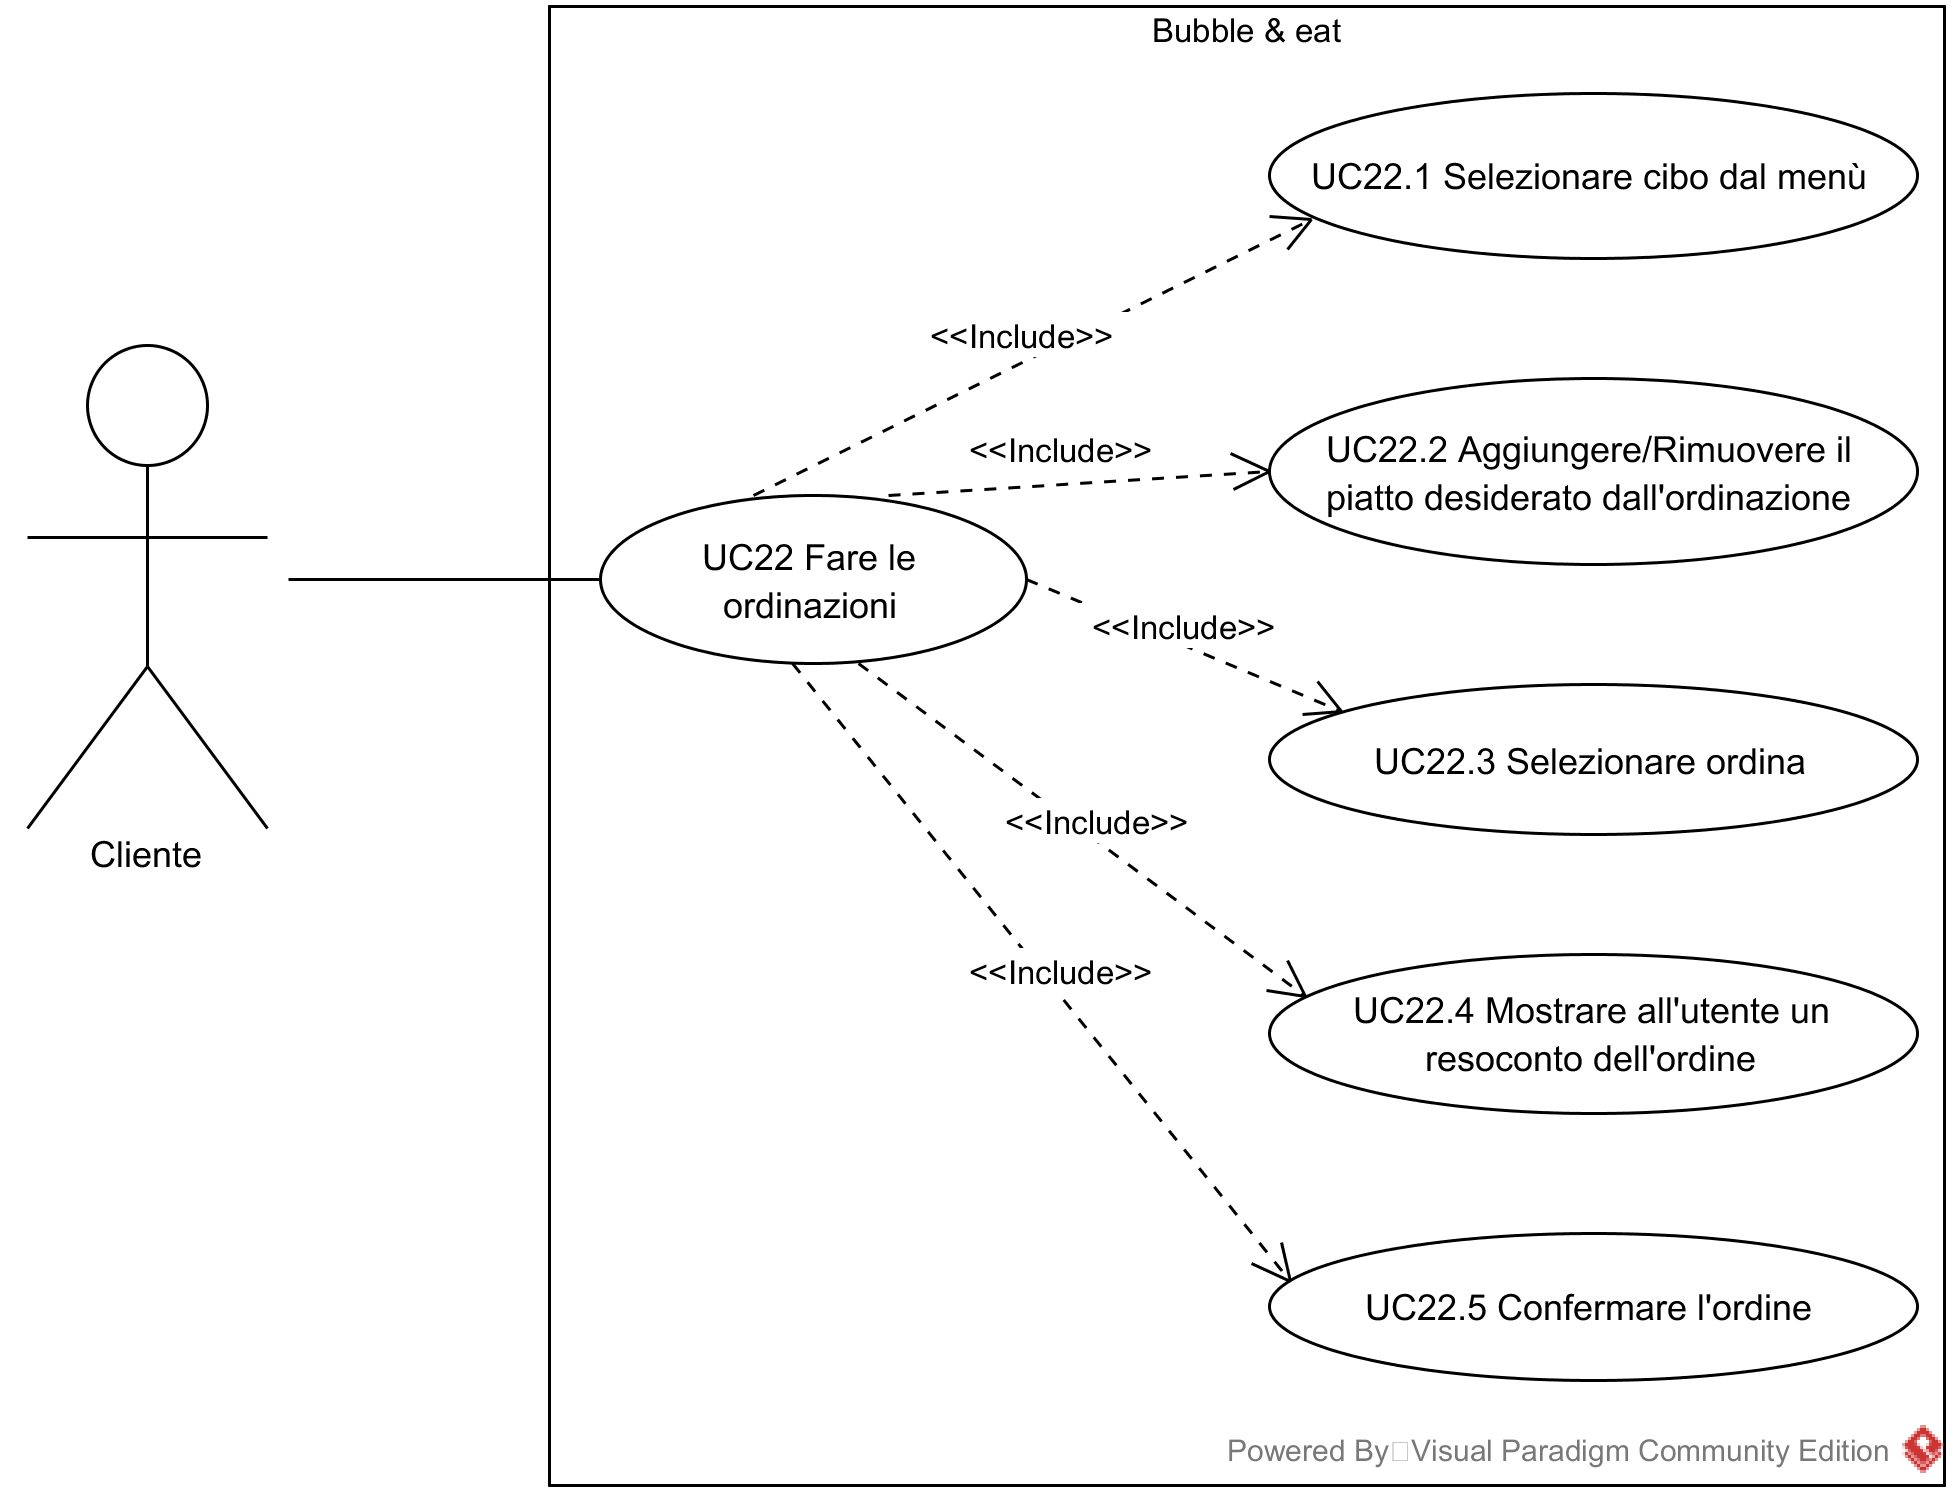 Bubble & eat
UC22.1 Selezionare cibo dal menù
<<Include>>
<<Include>>
UC22.2 Aggiungere/Rimuovere il
piatto desiderato dall'ordinazione
UC22 Fare le
ordinazioni
<<Include>>
UC22.3 Selezionare ordina
<<Include>>
Cliente
<<Include>>
UC22.4 Mostrare all'utente un
resoconto dell'ordine
UC22.5 Confermare l'ordine
Powered By Visual Paradigm Community Edition